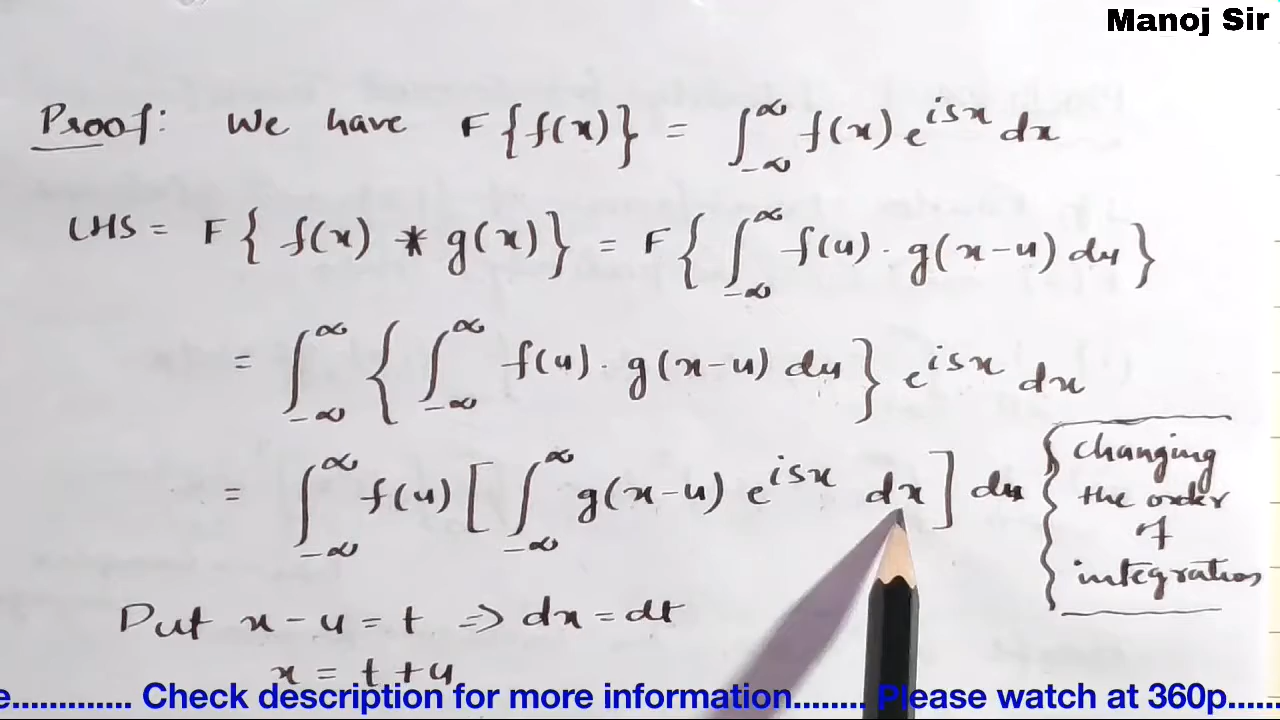 Manoj Sir
Proof: We have F{f(x)} = ∫_{-∞}^{∞} f(x) e^{isx} dx
LHS = F{ f(x) * g(x)} = F{ ∫_{-∞}^{∞} f(u) · g(x-u) du }
= ∫_{-∞}^{∞} { ∫_{-∞}^{∞} f(u) · g(x-u) du } e^{isx} dx
= ∫_{-∞}^{∞} f(u) [ ∫_{-∞}^{∞} g(x-u) e^{isx} dx ] du { changing
the order
of
integration
Put x - u = t ⇒ dx = dt
x = t + u
e.............. Check description for more information........ Please watch at 360p......